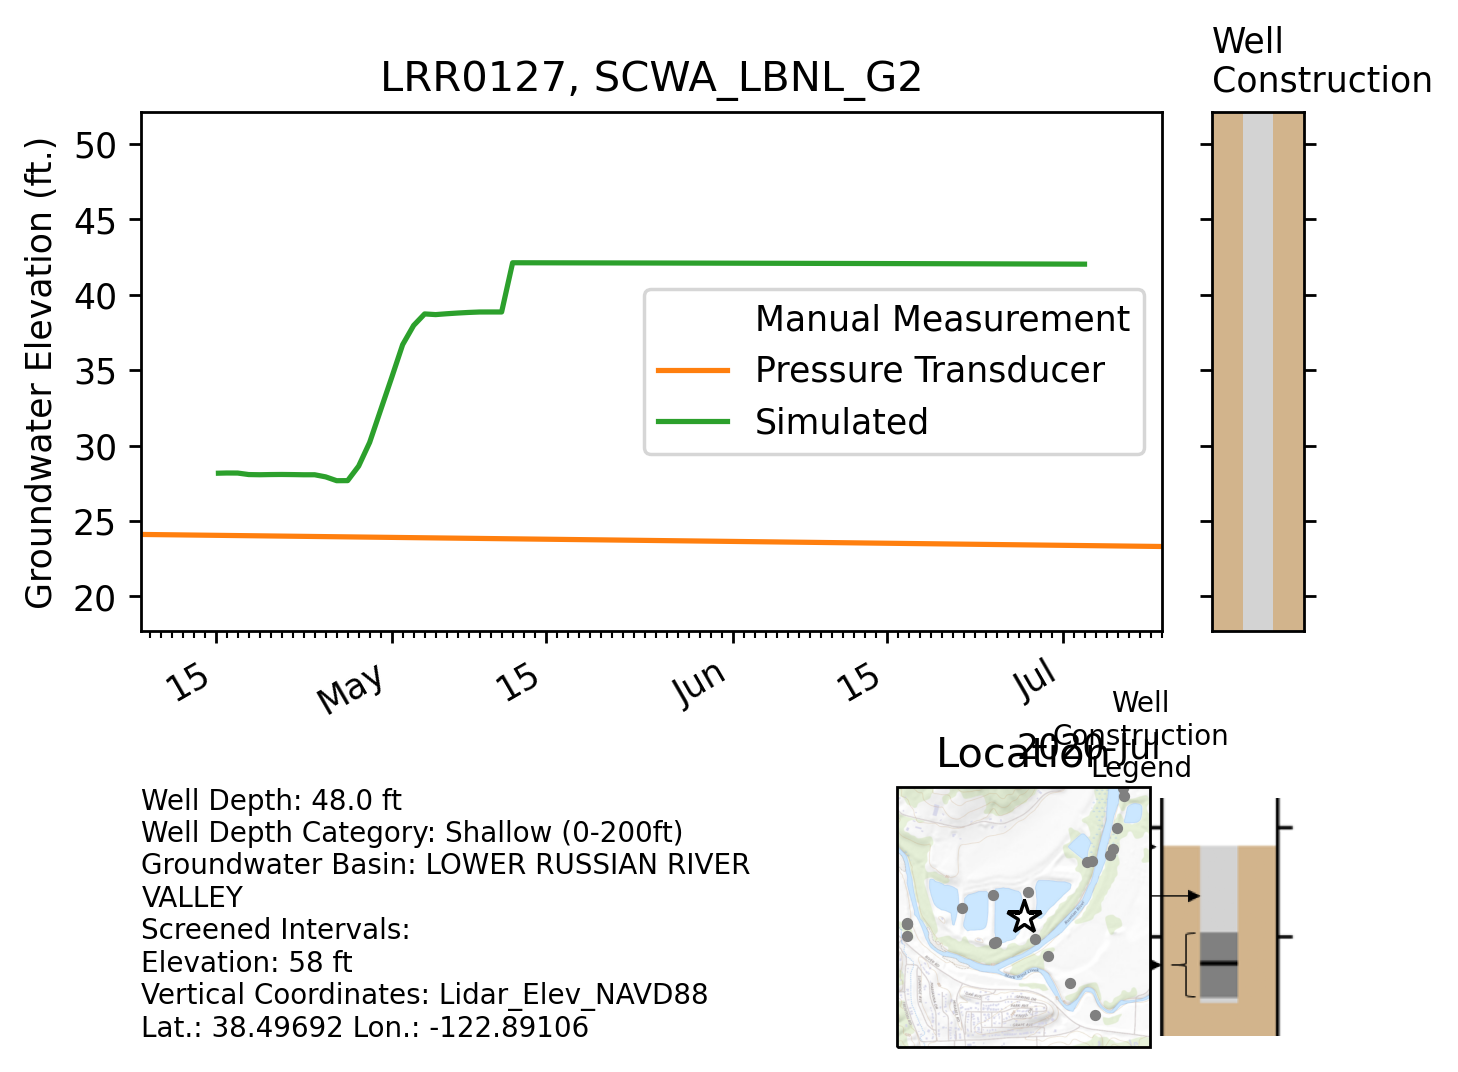 Well
Construction
LRR0127, SCWA_LBNL_G2
Groundwater Elevation (ft.)
50
45
40
35
30
25
20
Manual Measurement
Pressure Transducer
Simulated
15
May
15
Jun
15
Jul
2020-Jul
Well
Construction
Legend
Location
Well Depth: 48.0 ft
Well Depth Category: Shallow (0-200ft)
Groundwater Basin: LOWER RUSSIAN RIVER
VALLEY
Screened Intervals:
Elevation: 58 ft
Vertical Coordinates: Lidar_Elev_NAVD88
Lat.: 38.49692 Lon.: -122.89106